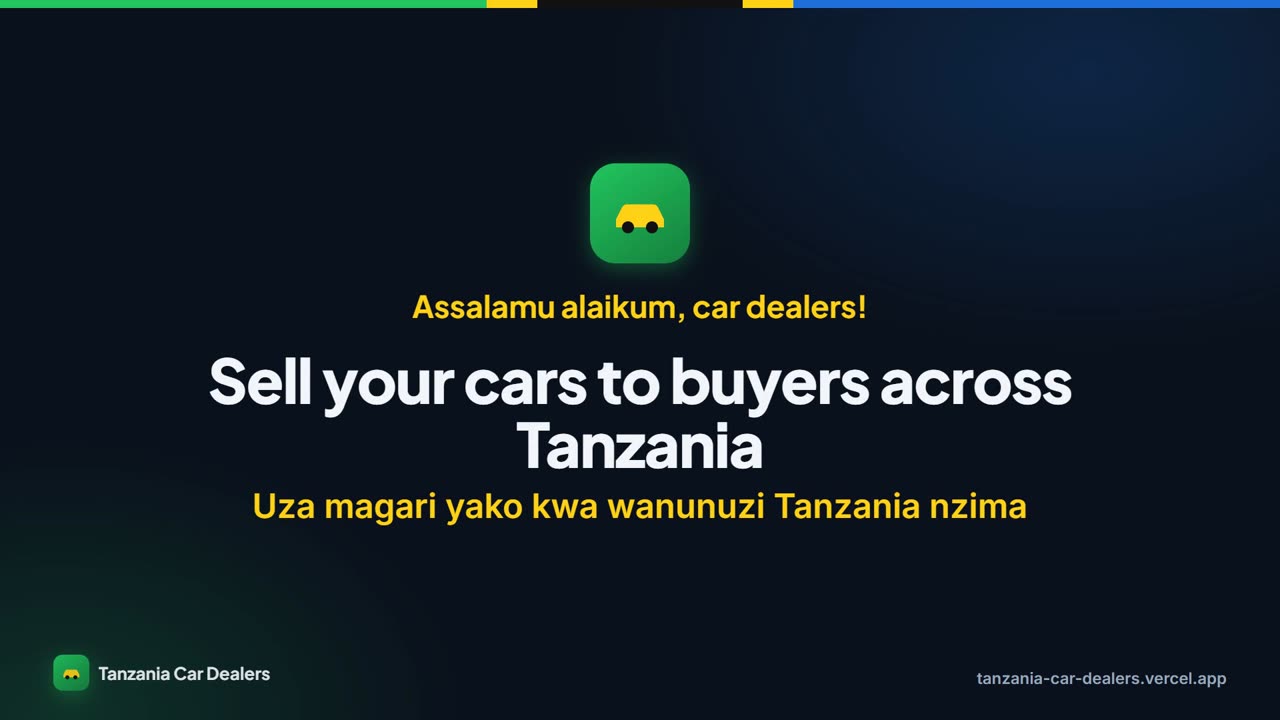 Assalamu alaikum, car dealers!
Sell your cars to buyers across
Tanzania
Uza magari yako kwa wanunuzi Tanzania nzima
Tanzania Car Dealers
tanzania-car-dealers.vercel.app